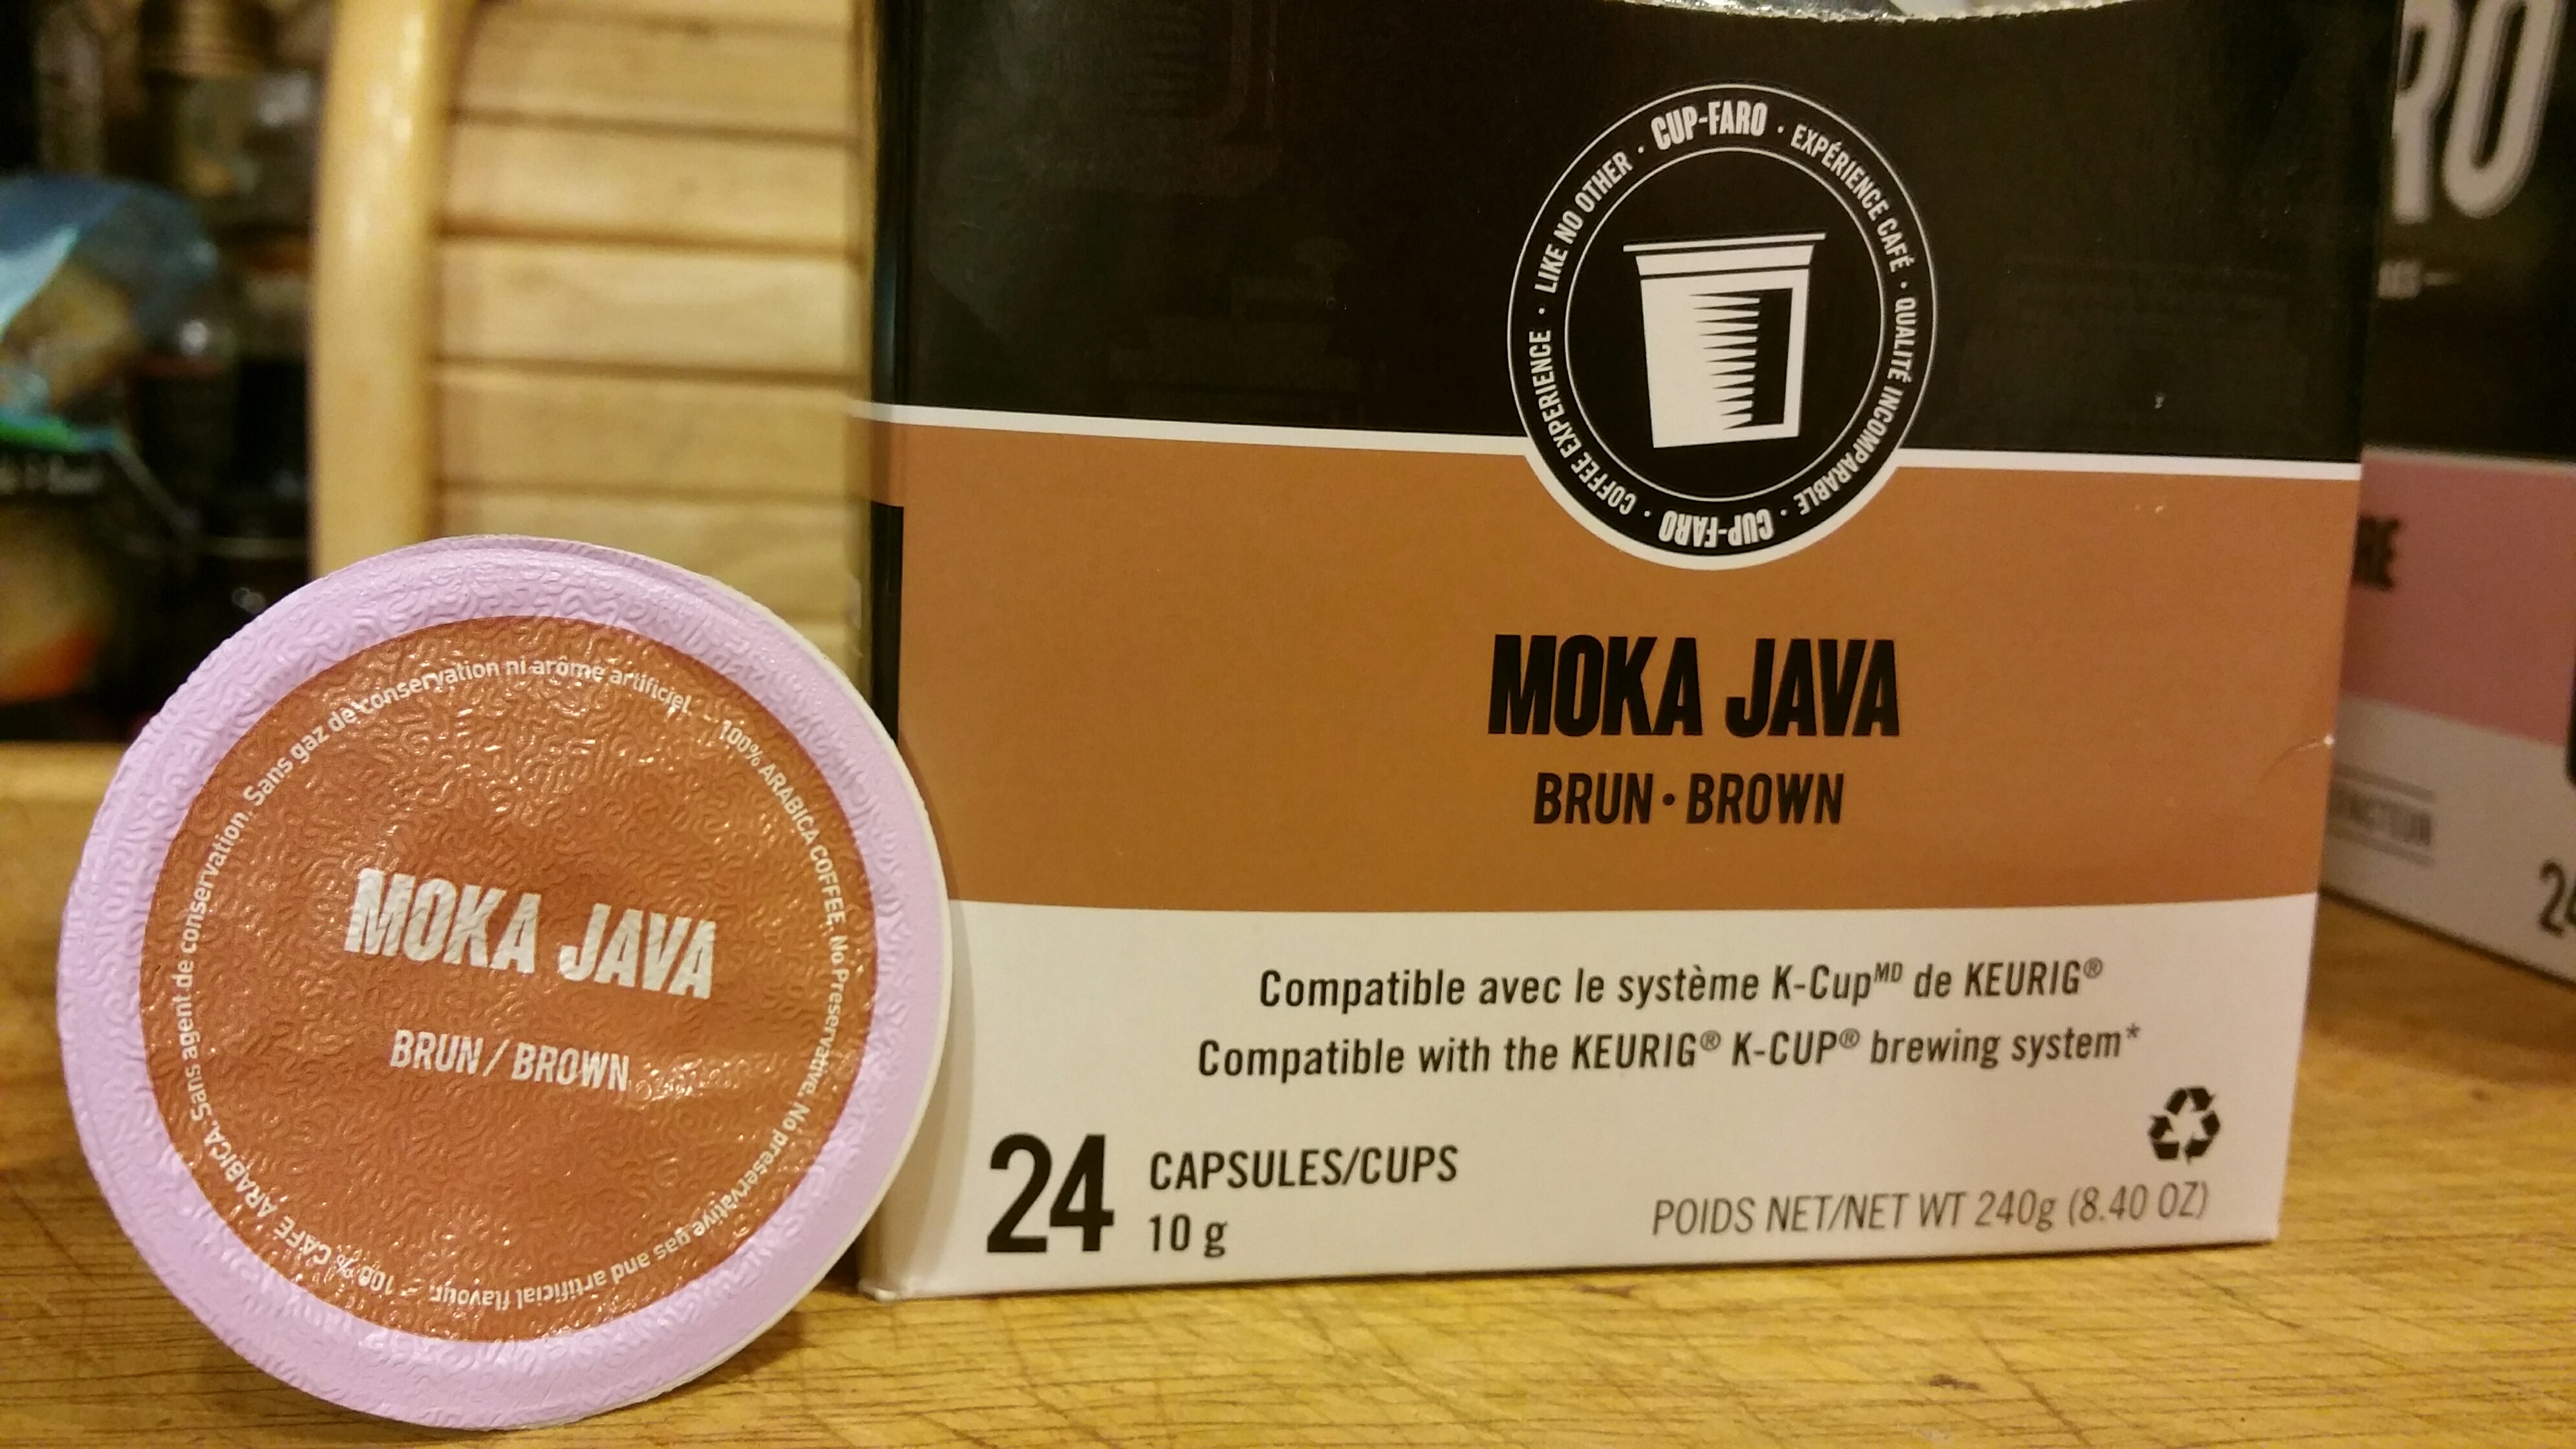 CUP-FARO · EXPÉRIENCE CAFÉ · QUALITÉ INCOMPARABLE · CUP-FARO · COFFEE EXPERIENCE · LIKE NO OTHER ·
MOKA JAVA
BRUN · BROWN
Compatible avec le système K-Cup^MD de KEURIG®
Compatible with the KEURIG® K-CUP® brewing system*
24
CAPSULES/CUPS
10 g
POIDS NET/NET WT 240g (8.40 OZ)
100 % CAFÉ ARABICA. Sans agent de conservation. Sans gaz de conservation ni arôme artificiel.
100% ARABICA COFFEE. No Preservative. No preservative gas and artificial flavour.
MOKA JAVA
BRUN / BROWN
RO
24